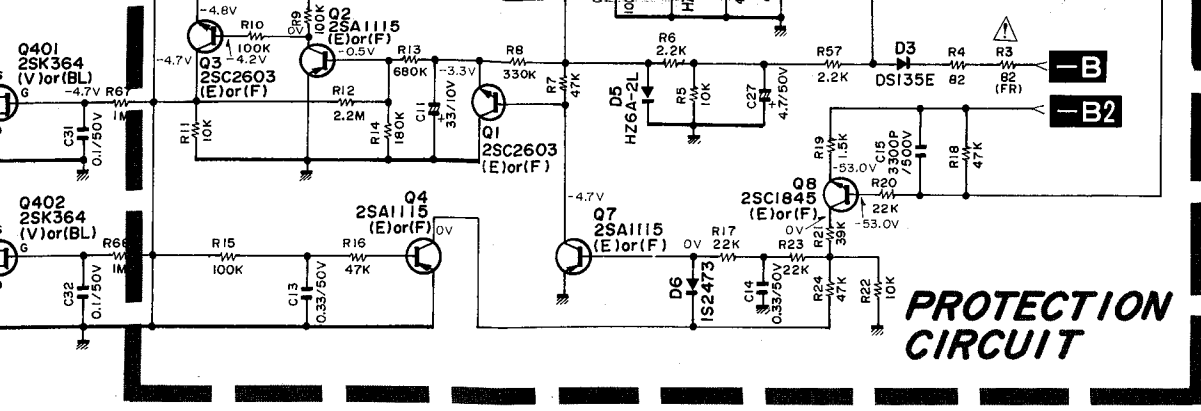 -4.8V
R10
100K
-4.2V
0V
R9
100K
Q2
2SA1115
(E)or(F)
-0.5V
-4.7V
Q3
2SC2603
(E)or(F)
Q401
2SK364
(V)or(BL)
G
-4.7V
R67
1M
C31
0.1/50V
R11
10K
R12
2.2M
R13
680K
R14
180K
C11
33/10V
+
-3.3V
Q1
2SC2603
(E)or(F)
R8
330K
R7
47K
R6
2.2K
D5
HZ6A-2L
R5
10K
C27
4.7/50V
+
R57
2.2K
D3
DS135E
R4
82
R3
82
(FR)
-B
-B2
R19
1.5K
C15
3300P
/500V
R18
47K
-53.0V
Q8
2SC1845
(E)or(F)
R20
22K
-53.0V
0V
R21
39K
Q402
2SK364
(V)or(BL)
G
R68
1M
C32
0.1/50V
R15
100K
C13
0.33/50V
R16
47K
Q4
2SA1115
(E)or(F)
0V
-4.7V
Q7
2SA1115
(E)or(F)
0V
D6
1S2473
R17
22K
C14
0.33/50V
R23
22K
R24
47K
R22
10K
PROTECTION
CIRCUIT